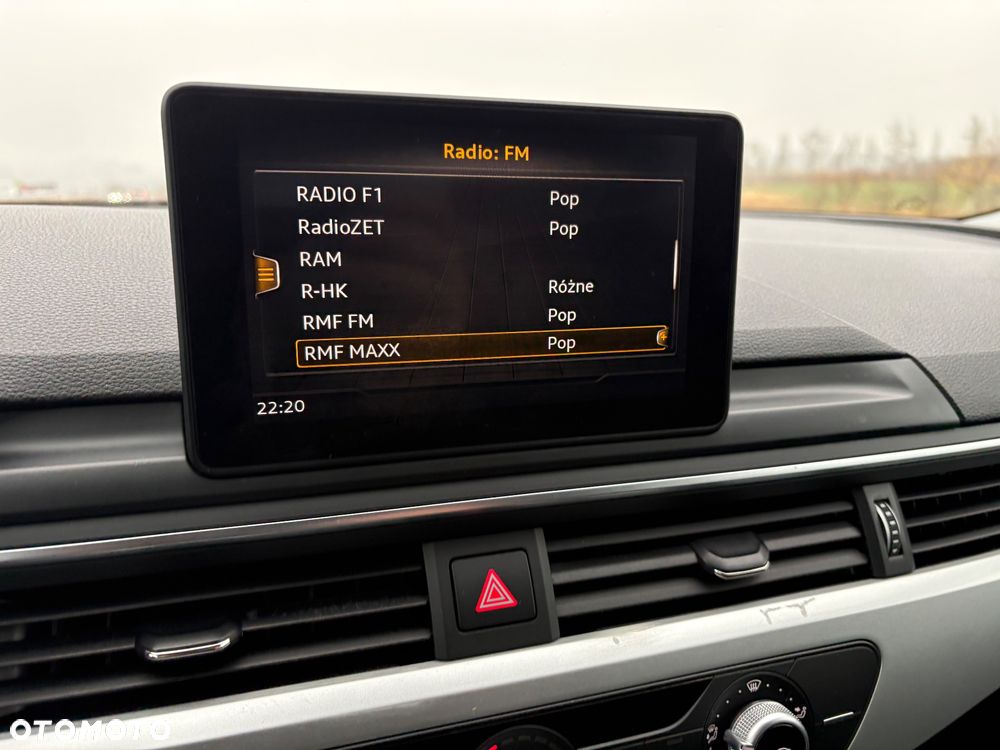 Radio: FM
RADIO F1 Pop
RadioZET Pop
RAM
R-HK Różne
RMF FM Pop
RMF MAXX Pop
22:20
OTOMOTO